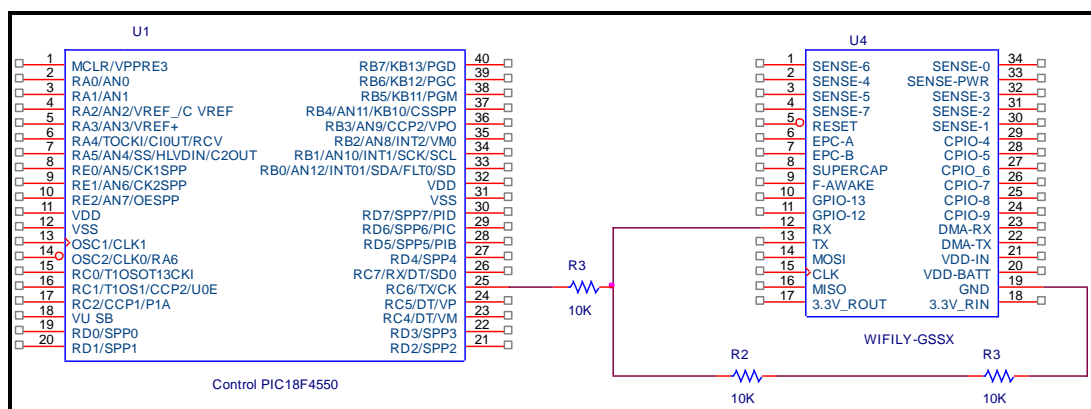 U1
1 MCLR/VPPRE3 RB7/KB13/PGD 40
2 RA0/AN0 RB6/KB12/PGC 39
3 RA1/AN1 RB5/KB11/PGM 38
4 RA2/AN2/VREF_/C VREF RB4/AN11/KB10/CSSPP 37
5 RA3/AN3/VREF+ RB3/AN9/CCP2/VPO 36
6 RA4/TOCKI/CI0UT/RCV RB2/AN8/INT2/VM0 35
7 RA5/AN4/SS/HLVDIN/C2OUT RB1/AN10/INT1/SCK/SCL 34
8 RE0/AN5/CK1SPP RB0/AN12/INT01/SDA/FLT0/SD 33
9 RE1/AN6/CK2SPP VDD 32
10 RE2/AN7/OESPP VSS 31
11 VDD RD7/SPP7/PID 30
12 VSS RD6/SPP6/PIC 29
13 OSC1/CLK1 RD5/SPP5/PIB 28
14 OSC2/CLK0/RA6 RD4/SPP4 27
15 RC0/T1OSOT13CKI RC7/RX/DT/SD0 26
16 RC1/T1OS1/CCP2/U0E RC6/TX/CK 25
17 RC2/CCP1/P1A RC5/DT/VP 24
18 VU SB RC4/DT/VM 23
19 RD0/SPP0 RD3/SPP3 22
20 RD1/SPP1 RD2/SPP2 21
Control PIC18F4550
R3
10K
U4
1 SENSE-6 SENSE-0 34
2 SENSE-4 SENSE-PWR 33
3 SENSE-5 SENSE-3 32
4 SENSE-7 SENSE-2 31
5 RESET SENSE-1 30
6 EPC-A CPIO-4 29
7 EPC-B CPIO-5 28
8 SUPERCAP CPIO_6 27
9 F-AWAKE CPIO-7 26
10 GPIO-13 CPIO-8 25
11 GPIO-12 CPIO-9 24
12 RX DMA-RX 23
13 TX DMA-TX 22
14 MOSI VDD-IN 21
15 CLK VDD-BATT 20
16 MISO GND 19
17 3.3V_ROUT 3.3V_RIN 18
WIFILY-GSSX
R2
10K
R3
10K